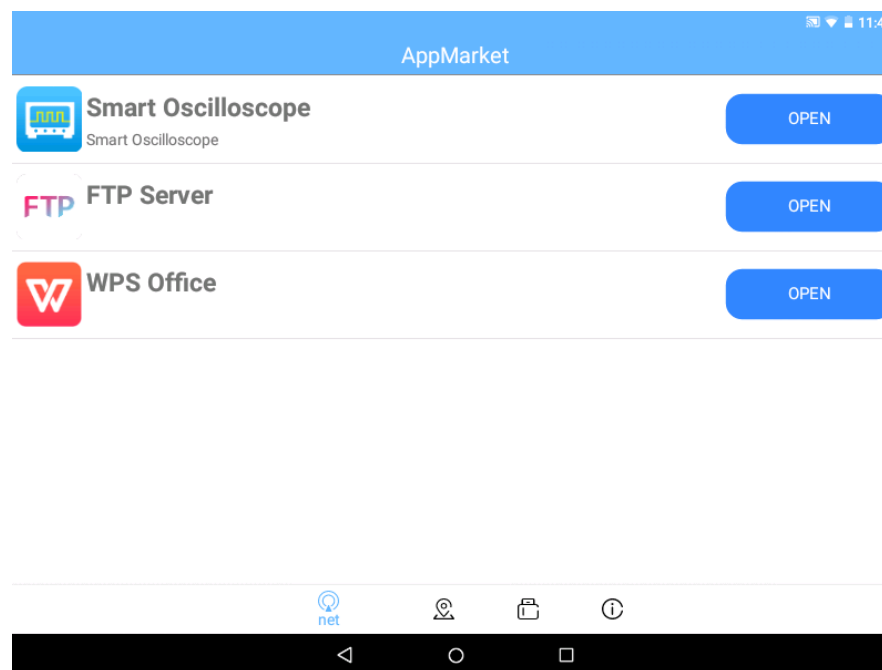 AppMarket
Smart Oscilloscope
Smart Oscilloscope
OPEN
FTP
FTP Server
OPEN
W
WPS Office
OPEN
net